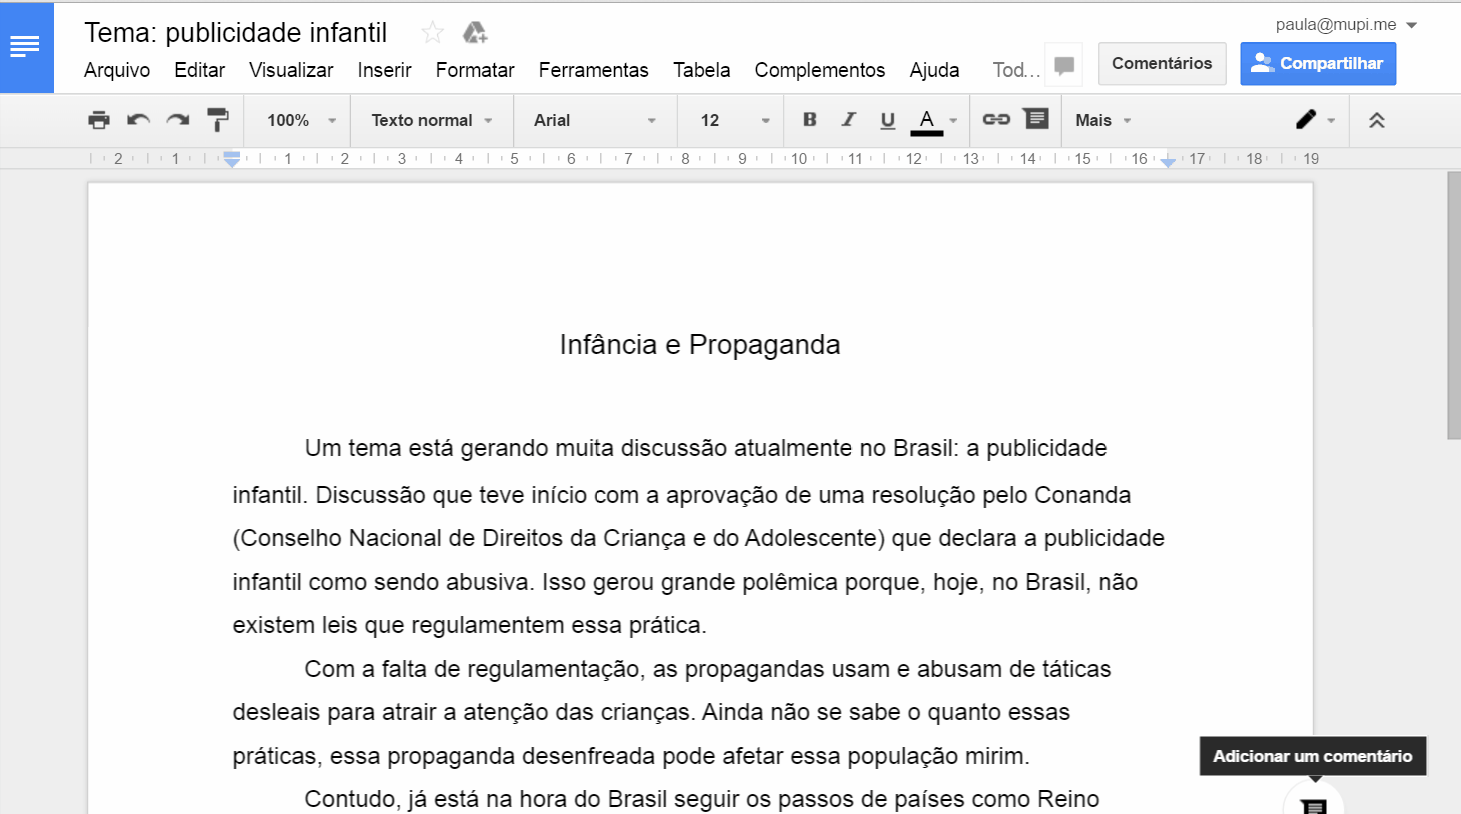 Tema: publicidade infantil
paula@mupi.me
Arquivo Editar Visualizar Inserir Formatar Ferramentas Tabela Complementos Ajuda Tod... Comentários Compartilhar
100% Texto normal Arial 12 B I U A Mais
2 1 1 2 3 4 5 6 7 8 9 10 11 12 13 14 15 16 17 18 19
Infância e Propaganda
Um tema está gerando muita discussão atualmente no Brasil: a publicidade
infantil. Discussão que teve início com a aprovação de uma resolução pelo Conanda
(Conselho Nacional de Direitos da Criança e do Adolescente) que declara a publicidade
infantil como sendo abusiva. Isso gerou grande polêmica porque, hoje, no Brasil, não
existem leis que regulamentem essa prática.
Com a falta de regulamentação, as propagandas usam e abusam de táticas
desleais para atrair a atenção das crianças. Ainda não se sabe o quanto essas
práticas, essa propaganda desenfreada pode afetar essa população mirim.
Adicionar um comentário
Contudo, já está na hora do Brasil seguir os passos de países como Reino